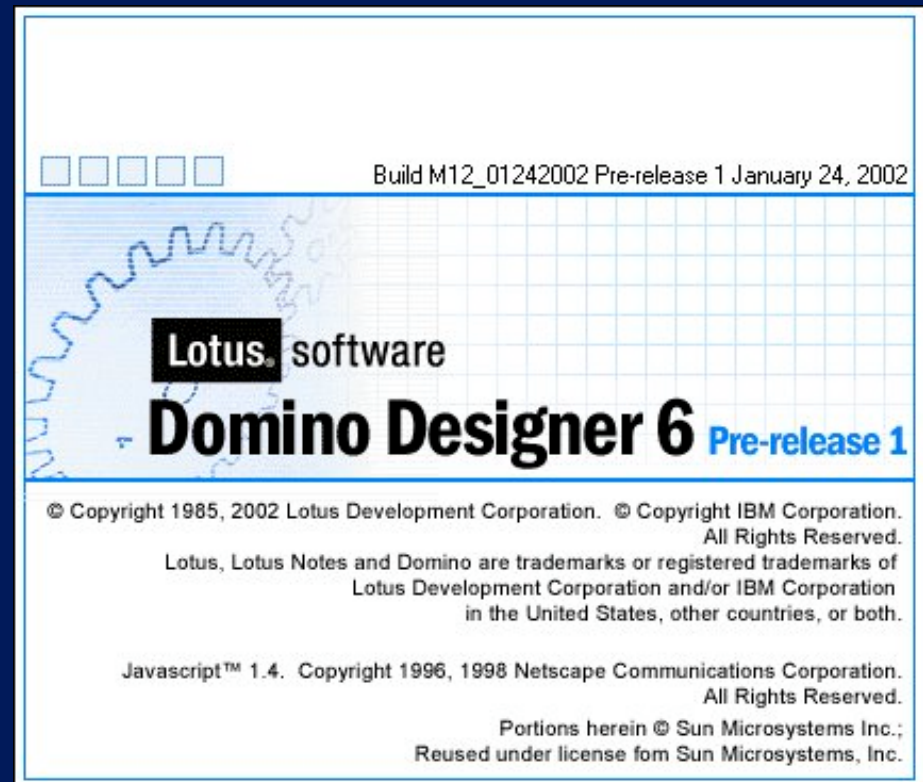 Build M12_01242002 Pre-release 1 January 24, 2002
Lotus® software
Domino Designer 6 Pre-release 1
© Copyright 1985, 2002 Lotus Development Corporation. © Copyright IBM Corporation.
All Rights Reserved.
Lotus, Lotus Notes and Domino are trademarks or registered trademarks of
Lotus Development Corporation and/or IBM Corporation
in the United States, other countries, or both.
Javascript™ 1.4. Copyright 1996, 1998 Netscape Communications Corporation.
All Rights Reserved.
Portions herein © Sun Microsystems Inc.;
Reused under license fom Sun Microsystems, Inc.